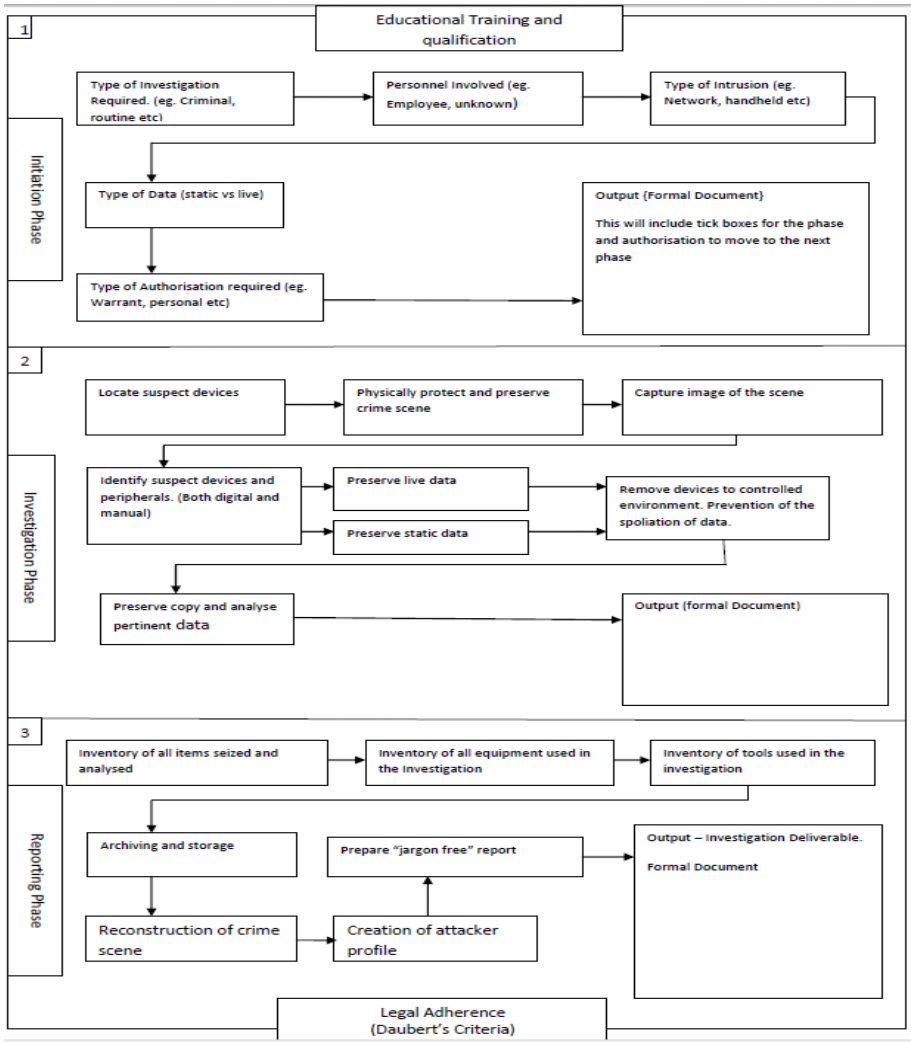 Educational Training and
qualification
1
Type of Investigation
Required. (eg. Criminal,
routine etc)
Personnel Involved (eg.
Employee, unknown)
Type of Intrusion (eg.
Network, handheld etc)
Initiation Phase
Type of Data (static vs live)
Output {Formal Document}
This will include tick boxes for the phase
and authorisation to move to the next
phase
Type of Authorisation required (eg.
Warrant, personal etc)
2
Locate suspect devices
Physically protect and preserve
crime scene
Capture image of the scene
Investigation Phase
Identify suspect devices and
peripherals. (Both digital and
manual)
Preserve live data
Preserve static data
Remove devices to controlled
environment. Prevention of the
spoliation of data.
Preserve copy and analyse
pertinent data
Output (formal Document)
3
Inventory of all items seized and
analysed
Inventory of all equipment used in
the Investigation
Inventory of tools used in the
investigation
Reporting Phase
Archiving and storage
Prepare “jargon free” report
Output – Investigation Deliverable.
Formal Document
Reconstruction of crime
scene
Creation of attacker
profile
Legal Adherence
(Daubert’s Criteria)